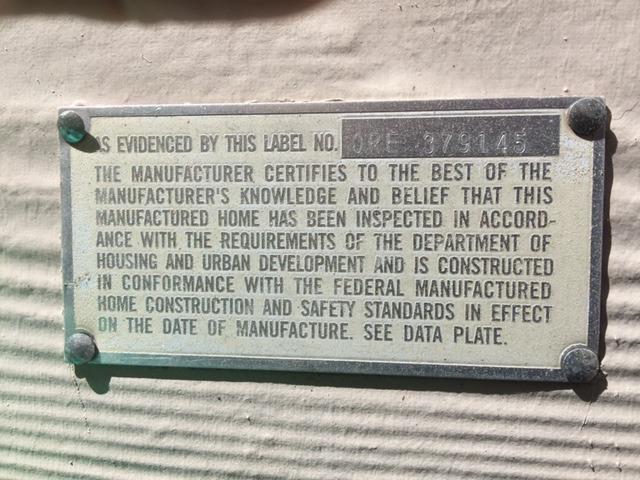 AS EVIDENCED BY THIS LABEL NO. ORE 379145
THE MANUFACTURER CERTIFIES TO THE BEST OF THE
MANUFACTURER'S KNOWLEDGE AND BELIEF THAT THIS
MANUFACTURED HOME HAS BEEN INSPECTED IN ACCORD-
ANCE WITH THE REQUIREMENTS OF THE DEPARTMENT OF
HOUSING AND URBAN DEVELOPMENT AND IS CONSTRUCTED
IN CONFORMANCE WITH THE FEDERAL MANUFACTURED
HOME CONSTRUCTION AND SAFETY STANDARDS IN EFFECT
ON THE DATE OF MANUFACTURE. SEE DATA PLATE.